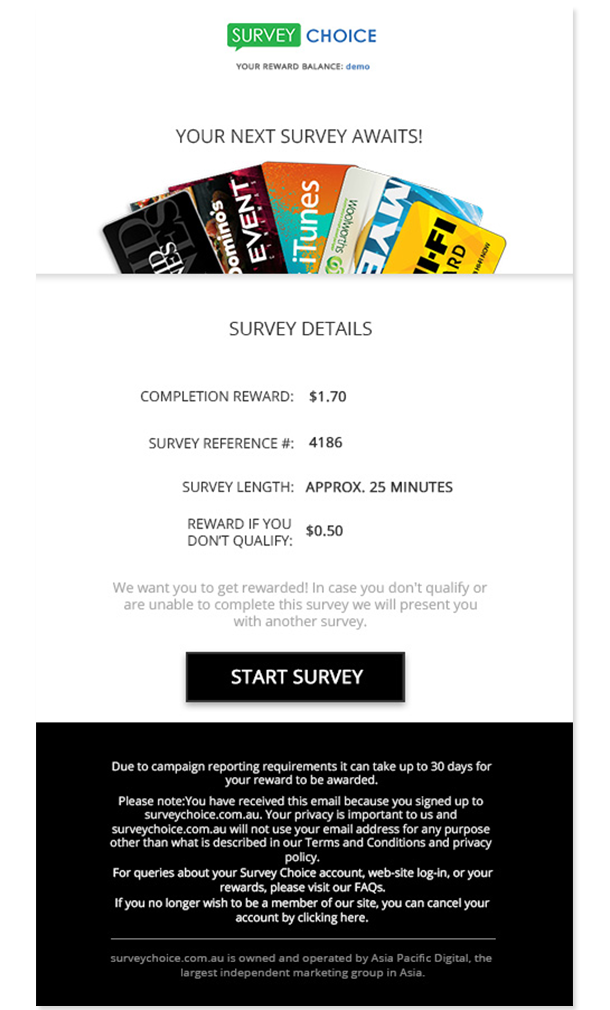 SURVEY CHOICE
YOUR REWARD BALANCE: demo
YOUR NEXT SURVEY AWAITS!
Dominos
EVENT
iTunes
Woolworths
MYE
WI-FI
SURVEY DETAILS
COMPLETION REWARD: $1.70
SURVEY REFERENCE #: 4186
SURVEY LENGTH: APPROX. 25 MINUTES
REWARD IF YOU
DON'T QUALIFY: $0.50
We want you to get rewarded! In case you don't qualify or
are unable to complete this survey we will present you
with another survey.
START SURVEY
Due to campaign reporting requirements it can take up to 30 days for
your reward to be awarded.
Please note:You have received this email because you signed up to
surveychoice.com.au. Your privacy is important to us and
surveychoice.com.au will not use your email address for any purpose
other than what is described in our Terms and Conditions and privacy
policy.
For queries about your Survey Choice account, web-site log-in, or your
rewards, please visit our FAQs.
If you no longer wish to be a member of our site, you can cancel your
account by clicking here.
surveychoice.com.au is owned and operated by Asia Pacific Digital, the
largest independent marketing group in Asia.